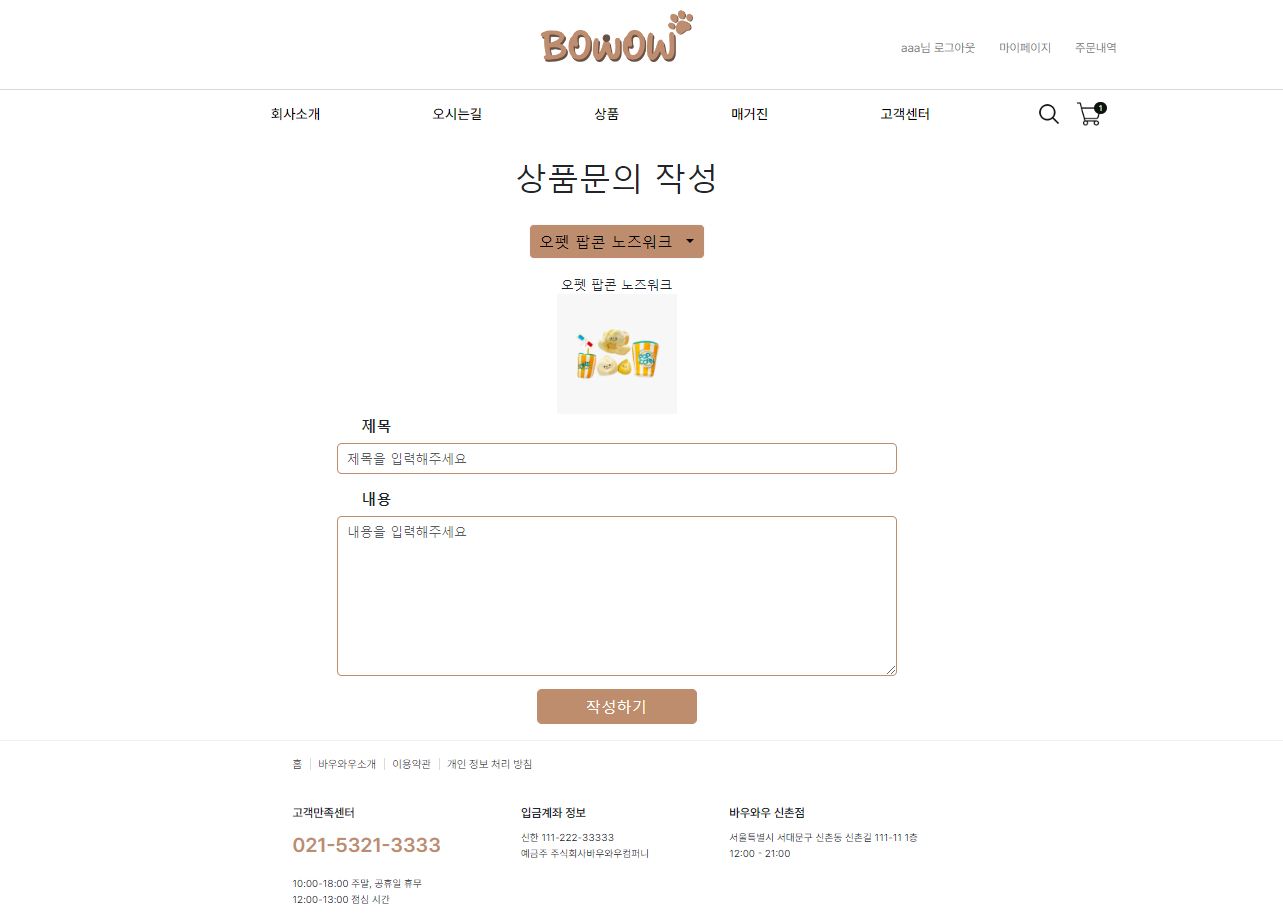 BOWOW
aaa님 로그아웃 마이페이지 주문내역
회사소개 오시는길 상품 매거진 고객센터 1
상품문의 작성
오펫 팝콘 노즈워크
오펫 팝콘 노즈워크
POP CORN
제목
제목을 입력해주세요
내용
내용을 입력해주세요
작성하기
홈 바우와우소개 이용약관 개인 정보 처리 방침
고객만족센터
021-5321-3333
10:00-18:00 주말, 공휴일 휴무
12:00-13:00 점심 시간
입금계좌 정보
신한 111-222-33333
예금주 주식회사바우와우컴퍼니
바우와우 신촌점
서울특별시 서대문구 신촌동 신촌길 111-11 1층
12:00 - 21:00